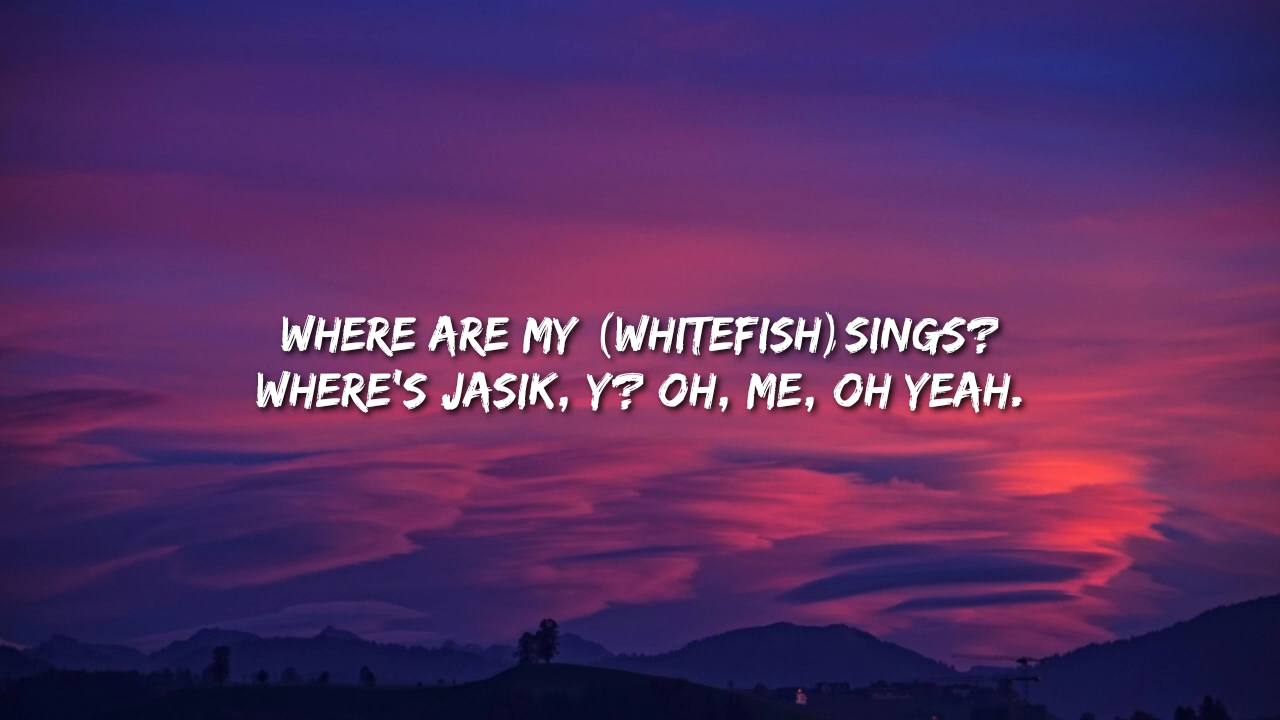 WHERE ARE MY (WHITEFISH) SINGS?
WHERE'S JASIK, Y? OH, ME, OH YEAH.